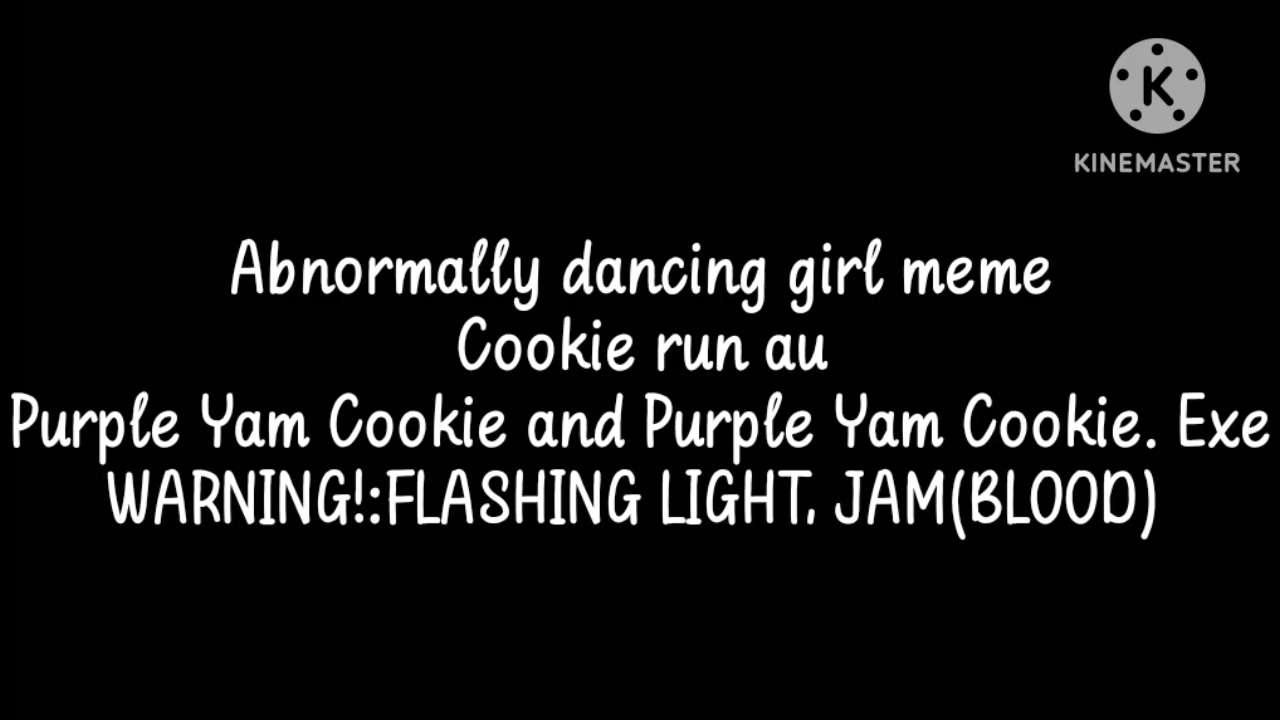 K
KINEMASTER
Abnormally dancing girl meme
Cookie run au
Purple Yam Cookie and Purple Yam Cookie. Exe
WARNING!:FLASHING LIGHT, JAM(BLOOD)